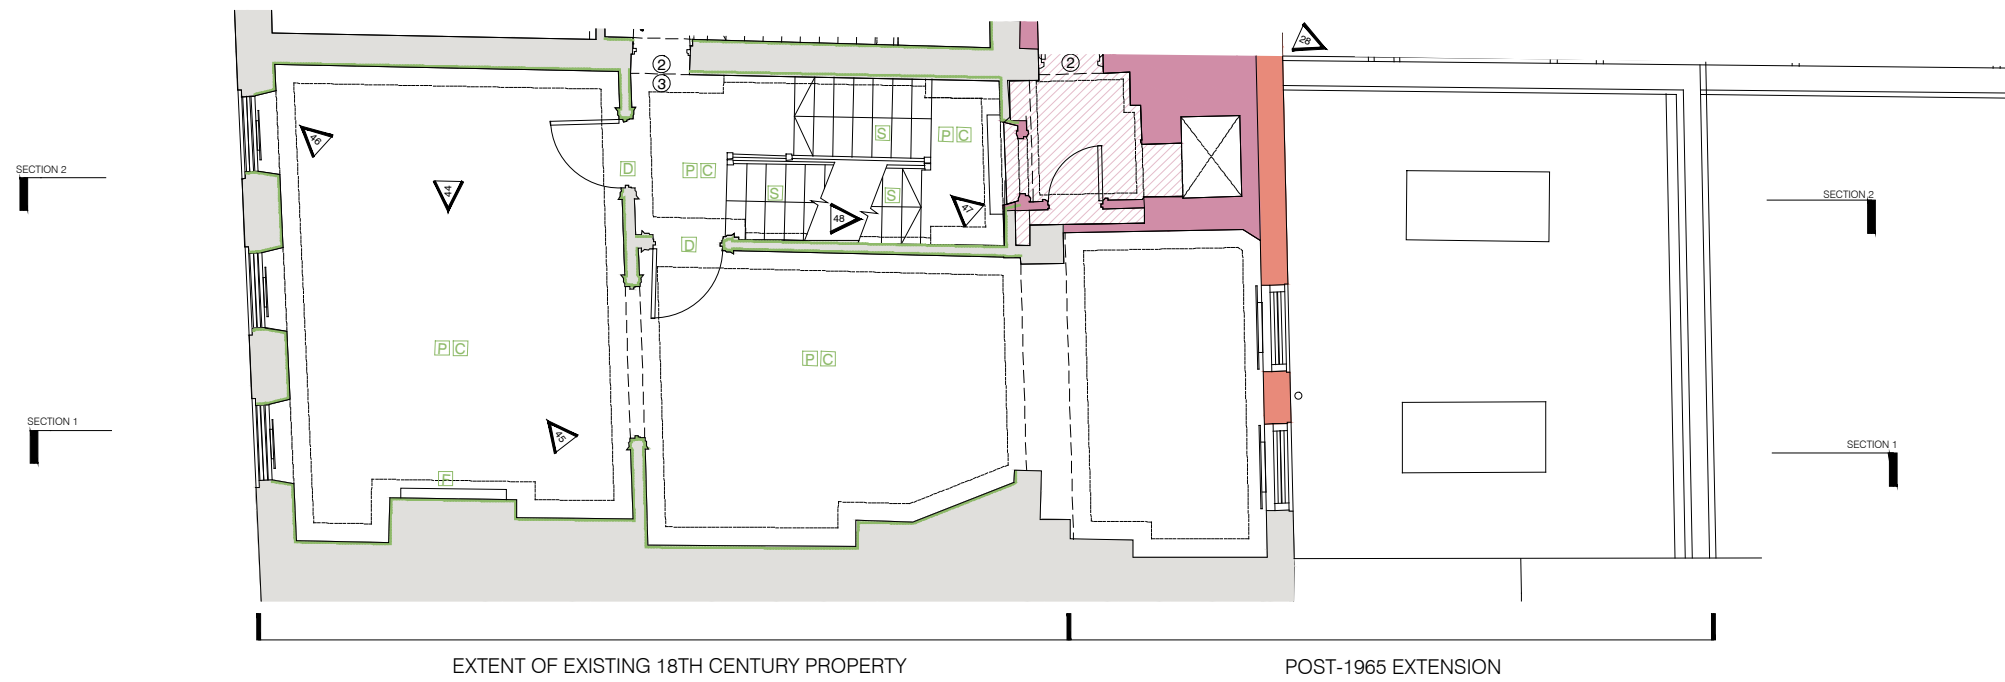 28
2
3
2
46
S
P C
SECTION 2
D
P C
44
S
S
SECTION 2
48
47
D
P C
P C
SECTION 1
45
SECTION 1
F
EXTENT OF EXISTING 18TH CENTURY PROPERTY
POST-1965 EXTENSION